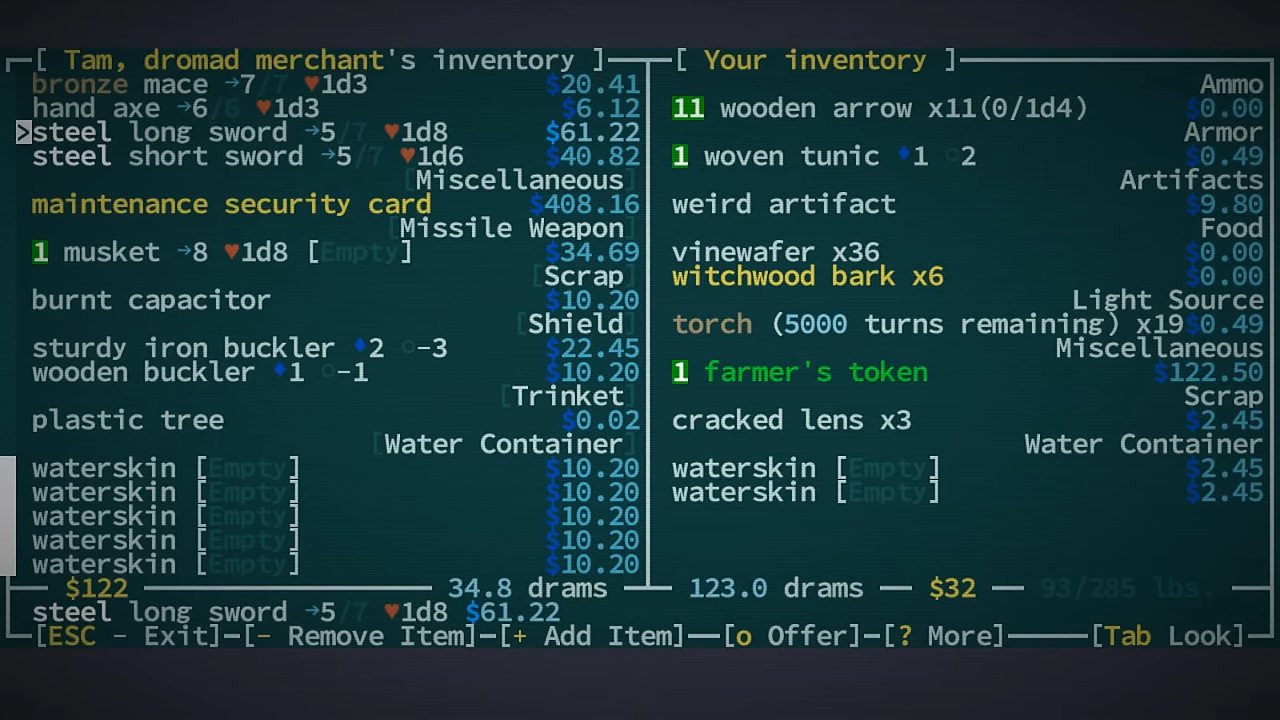 [ Tam, dromad merchant's inventory ]
bronze mace →7/7 ♥1d3 $20.41
hand axe →6/6 ♥1d3 $6.12
>steel long sword →5/7 ♥1d8 $61.22
steel short sword →5/7 ♥1d6 $40.82
[Miscellaneous]
maintenance security card $408.16
[Missile Weapon]
1 musket →8 ♥1d8 [Empty] $34.69
[Scrap]
burnt capacitor $10.20
[Shield]
sturdy iron buckler ♦2 ○-3 $22.45
wooden buckler ♦1 ○-1 $10.20
[Trinket]
plastic tree $0.02
[Water Container]
waterskin [Empty] $10.20
waterskin [Empty] $10.20
waterskin [Empty] $10.20
waterskin [Empty] $10.20
waterskin [Empty] $10.20
$122 34.8 drams
[ Your inventory ]
Ammo
11 wooden arrow x11(0/1d4) $0.00
Armor
1 woven tunic ♦1 ○2 $0.49
Artifacts
weird artifact $9.80
Food
vinewafer x36 $0.00
witchwood bark x6 $0.00
Light Source
torch (5000 turns remaining) x19 $0.49
Miscellaneous
1 farmer's token $122.50
Scrap
cracked lens x3 $2.45
Water Container
waterskin [Empty] $2.45
waterskin [Empty] $2.45
123.0 drams $32 93/285 lbs.
steel long sword →5/7 ♥1d8 $61.22
[ESC - Exit] [- Remove Item] [+ Add Item] [o Offer] [? More] [Tab Look]